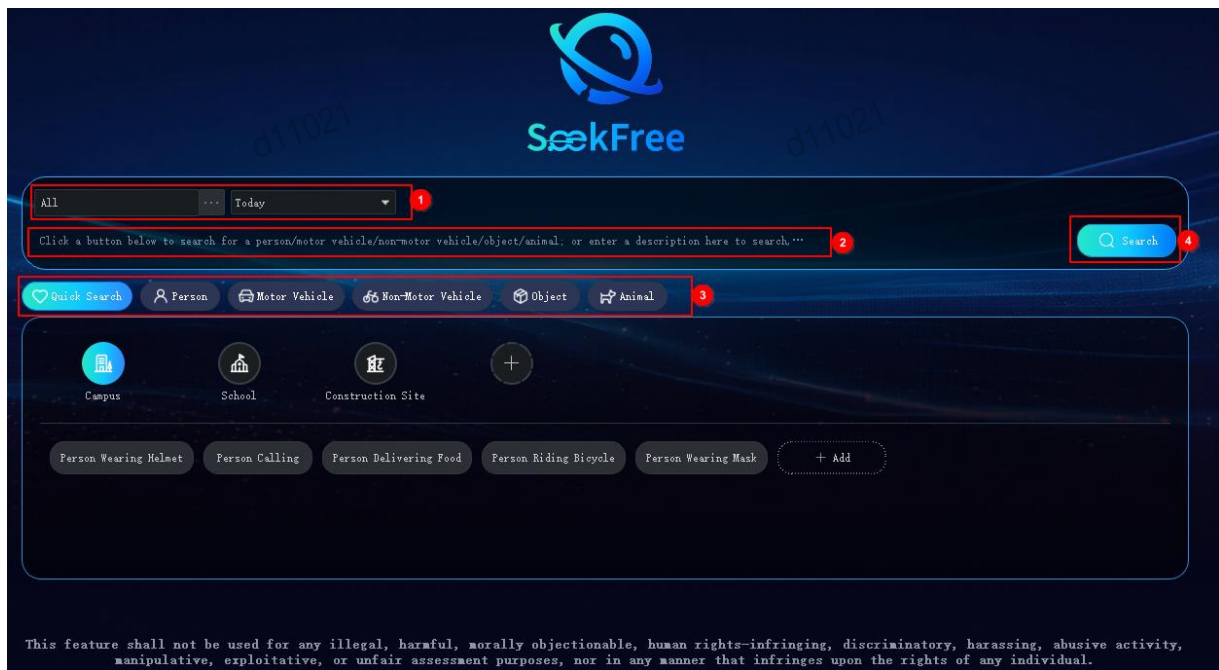 SeekFree
d11021
d11021
All ... Today
1
Click a button below to search for a person/motor vehicle/non-motor vehicle/object/animal; or enter a description here to search,...
2
Search
4
Quick Search Person Motor Vehicle Non-Motor Vehicle Object Animal
3
Campus School Construction Site
Person Wearing Helmet Person Calling Person Delivering Food Person Riding Bicycle Person Wearing Mask + Add
This feature shall not be used for any illegal, harmful, morally objectionable, human rights-infringing, discriminatory, harassing, abusive activity,
manipulative, exploitative, or unfair assessment purposes, nor in any manner that infringes upon the rights of any individual.